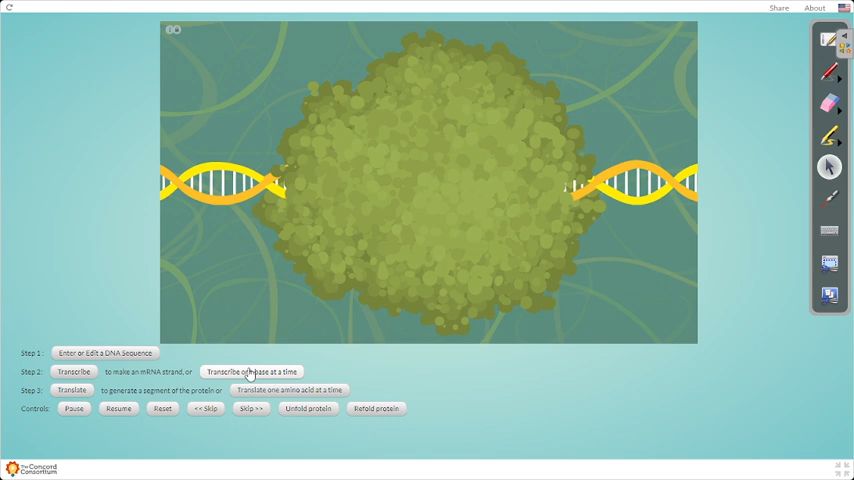 Share About
Step 1: Enter or Edit a DNA Sequence
Step 2: Transcribe to make an mRNA strand, or Transcribe one base at a time
Step 3: Translate to generate a segment of the protein or Translate one amino acid at a time
Controls: Pause Resume Reset << Skip Skip >> Unfold protein Refold protein
The Concord
Consortium